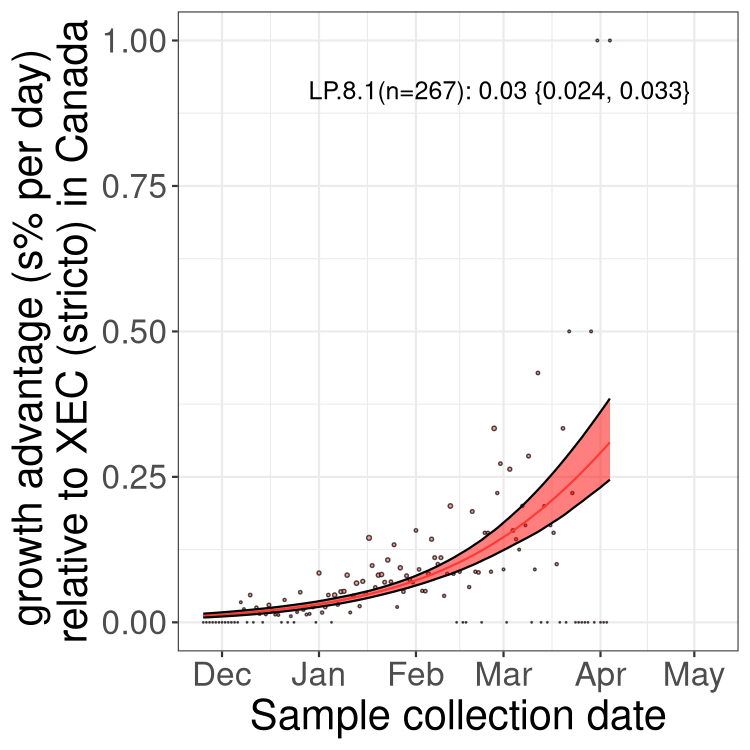 growth advantage (s% per day)
relative to XEC (stricto) in Canada
1.00
0.75
0.50
0.25
0.00
LP.8.1(n=267): 0.03 {0.024, 0.033}
Dec Jan Feb Mar Apr May
Sample collection date